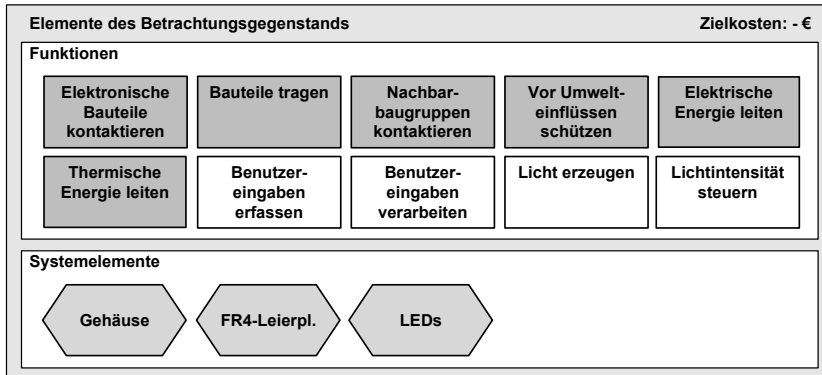 Elemente des Betrachtungsgegenstands Zielkosten: - €
Funktionen
Elektronische
Bauteile
kontaktieren
Bauteile tragen
Nachbar-
baugruppen
kontaktieren
Vor Umwelt-
einflüssen
schützen
Elektrische
Energie leiten
Thermische
Energie leiten
Benutzer-
eingaben
erfassen
Benutzer-
eingaben
verarbeiten
Licht erzeugen
Lichtintensität
steuern
Systemelemente
Gehäuse
FR4-Leierpl.
LEDs